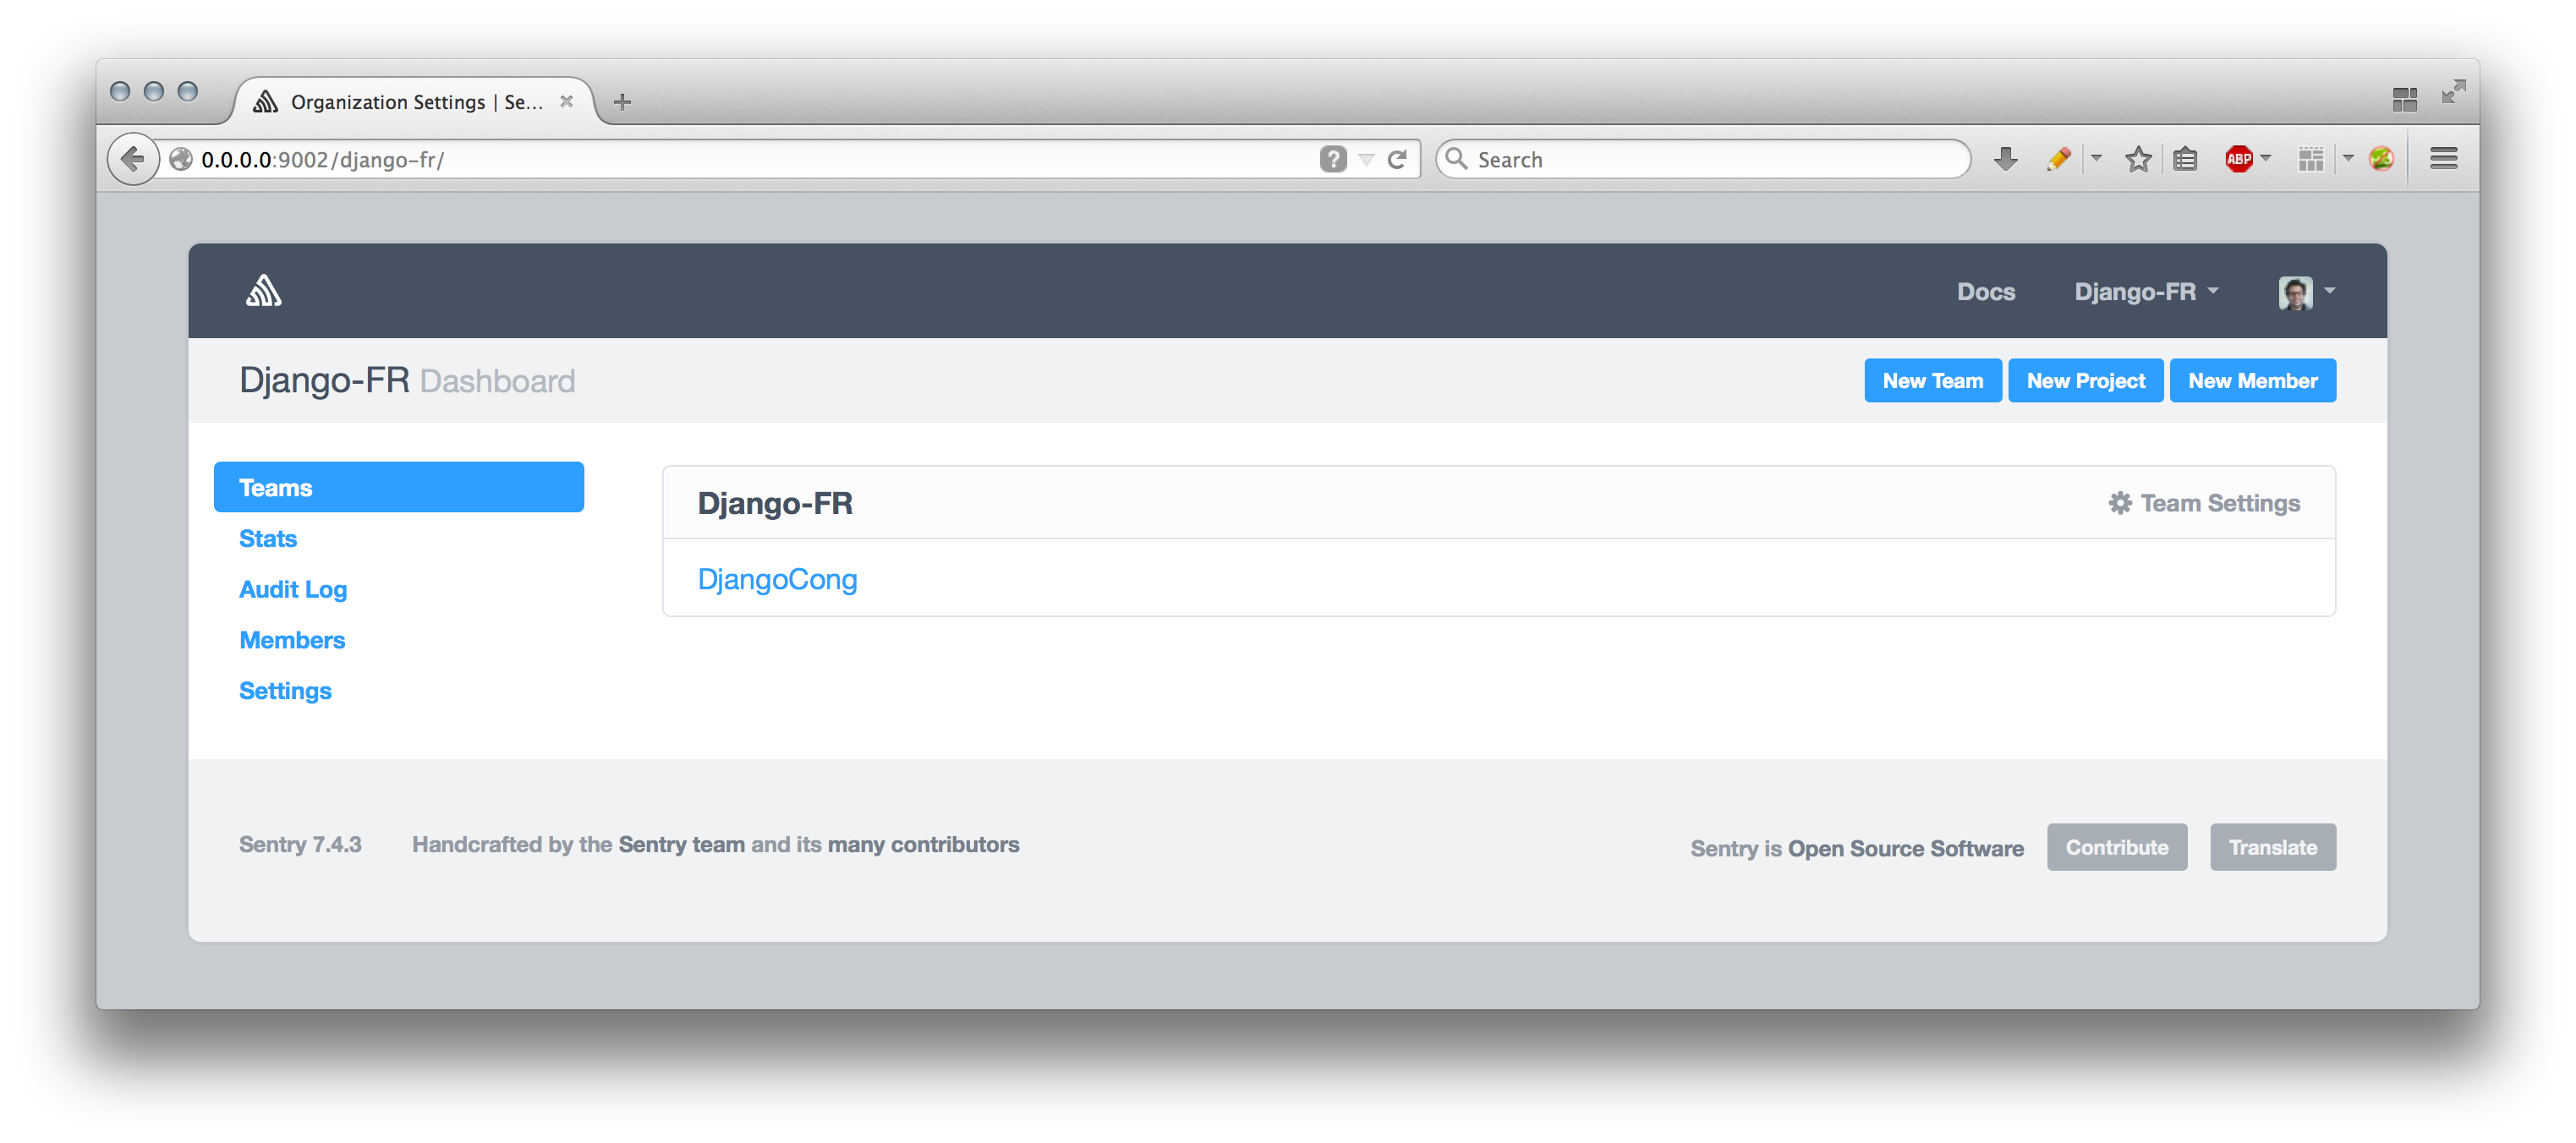 Organization Settings | Se...
0.0.0.0:9002/django-fr/
Search
ABP
Docs
Django-FR
Django-FR Dashboard
New Team
New Project
New Member
Teams
Stats
Audit Log
Members
Settings
Django-FR
Team Settings
DjangoCong
Sentry 7.4.3
Handcrafted by the Sentry team and its many contributors
Sentry is Open Source Software
Contribute
Translate